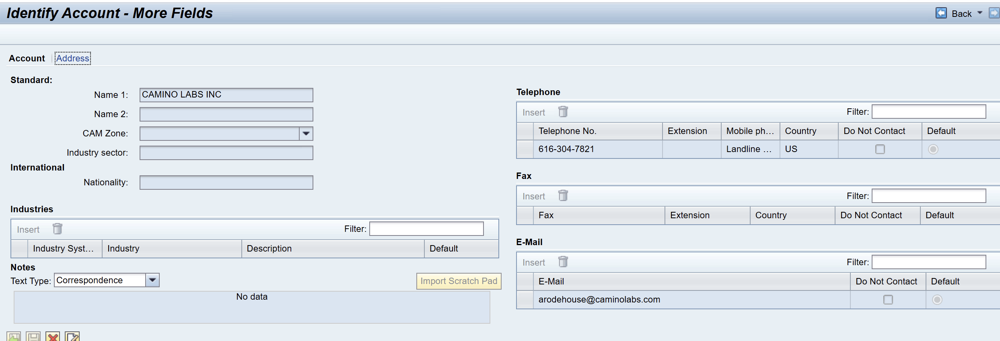 Identify Account - More Fields
Back
Account
Address
Standard:
Name 1: CAMINO LABS INC
Name 2:
CAM Zone:
Industry sector:
International
Nationality:
Industries
Insert Filter:
Industry Syst... Industry Description Default
Notes
Text Type: Correspondence Import Scratch Pad
No data
Telephone
Insert Filter:
Telephone No. Extension Mobile ph... Country Do Not Contact Default
616-304-7821 Landline ... US
Fax
Insert Filter:
Fax Extension Country Do Not Contact Default
E-Mail
Insert Filter:
E-Mail Do Not Contact Default
arodehouse@caminolabs.com